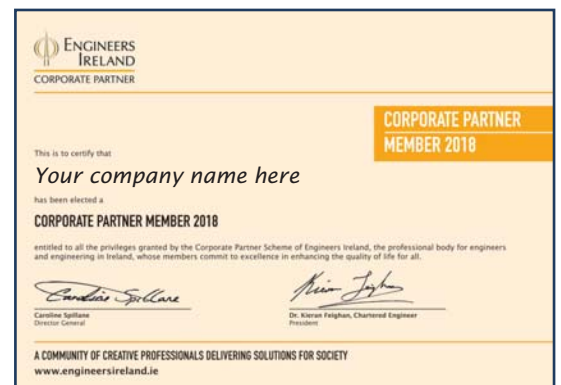 ENGINEERS
IRELAND
CORPORATE PARTNER
CORPORATE PARTNER
MEMBER 2018
This is to certify that
Your company name here
has been elected a
CORPORATE PARTNER MEMBER 2018
entitled to all the privileges granted by the Corporate Partner Scheme of Engineers Ireland, the professional body for engineers
and engineering in Ireland, whose members commit to excellence in enhancing the quality of life for all.
Caroline Spillane
Kieran Feighan
Caroline Spillane
Director General
Dr. Kieran Feighan, Chartered Engineer
President
A COMMUNITY OF CREATIVE PROFESSIONALS DELIVERING SOLUTIONS FOR SOCIETY
www.engineersireland.ie